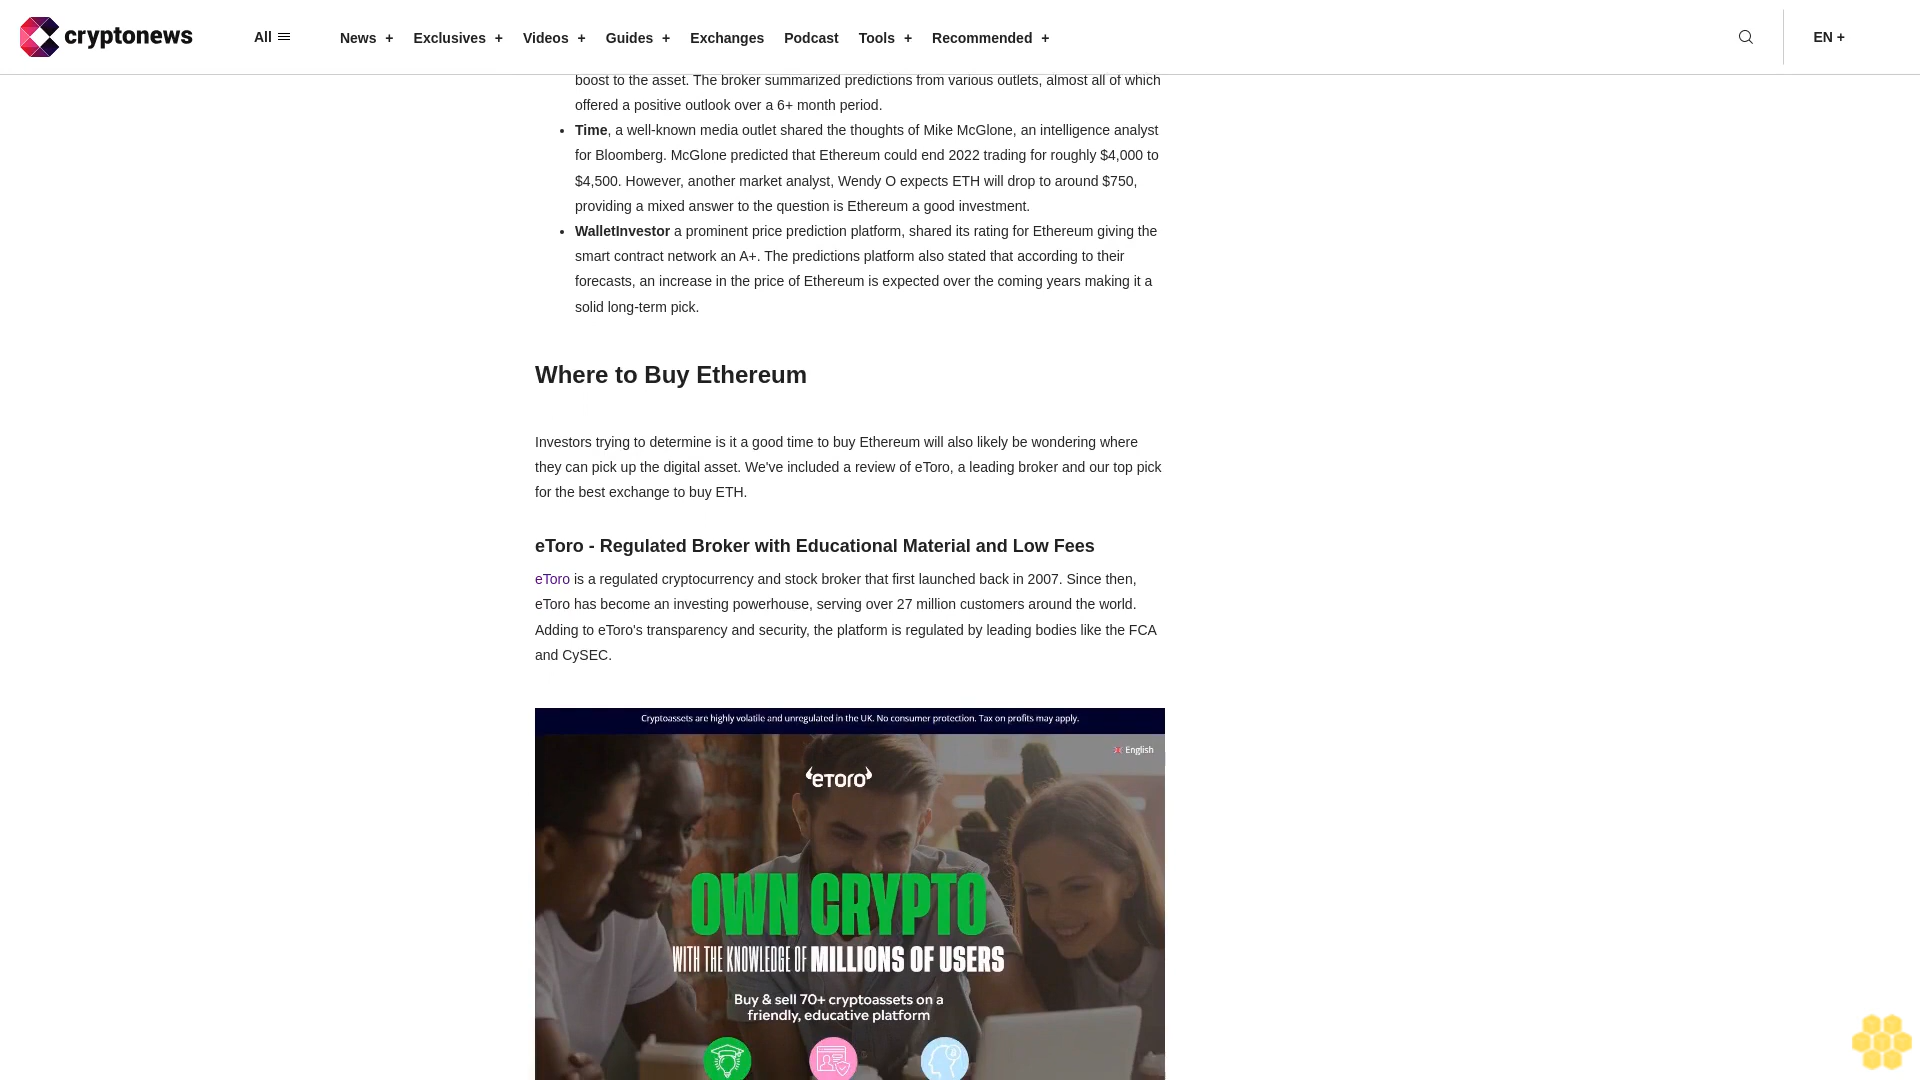 cryptonews
All
News +
Exclusives +
Videos +
Guides +
Exchanges
Podcast
Tools +
Recommended +
EN +
boost to the asset. The broker summarized predictions from various outlets, almost all of which
offered a positive outlook over a 6+ month period.
• Time, a well-known media outlet shared the thoughts of Mike McGlone, an intelligence analyst
for Bloomberg. McGlone predicted that Ethereum could end 2022 trading for roughly $4,000 to
$4,500. However, another market analyst, Wendy O expects ETH will drop to around $750,
providing a mixed answer to the question is Ethereum a good investment.
• WalletInvestor a prominent price prediction platform, shared its rating for Ethereum giving the
smart contract network an A+. The predictions platform also stated that according to their
forecasts, an increase in the price of Ethereum is expected over the coming years making it a
solid long-term pick.
Where to Buy Ethereum
Investors trying to determine is it a good time to buy Ethereum will also likely be wondering where
they can pick up the digital asset. We've included a review of eToro, a leading broker and our top pick
for the best exchange to buy ETH.
eToro - Regulated Broker with Educational Material and Low Fees
eToro is a regulated cryptocurrency and stock broker that first launched back in 2007. Since then,
eToro has become an investing powerhouse, serving over 27 million customers around the world.
Adding to eToro's transparency and security, the platform is regulated by leading bodies like the FCA
and CySEC.
Cryptoassets are highly volatile and unregulated in the UK. No consumer protection. Tax on profits may apply.
English
eToro
OWN CRYPTO
WITH THE KNOWLEDGE OF MILLIONS OF USERS
Buy & sell 70+ cryptoassets on a
friendly, educative platform